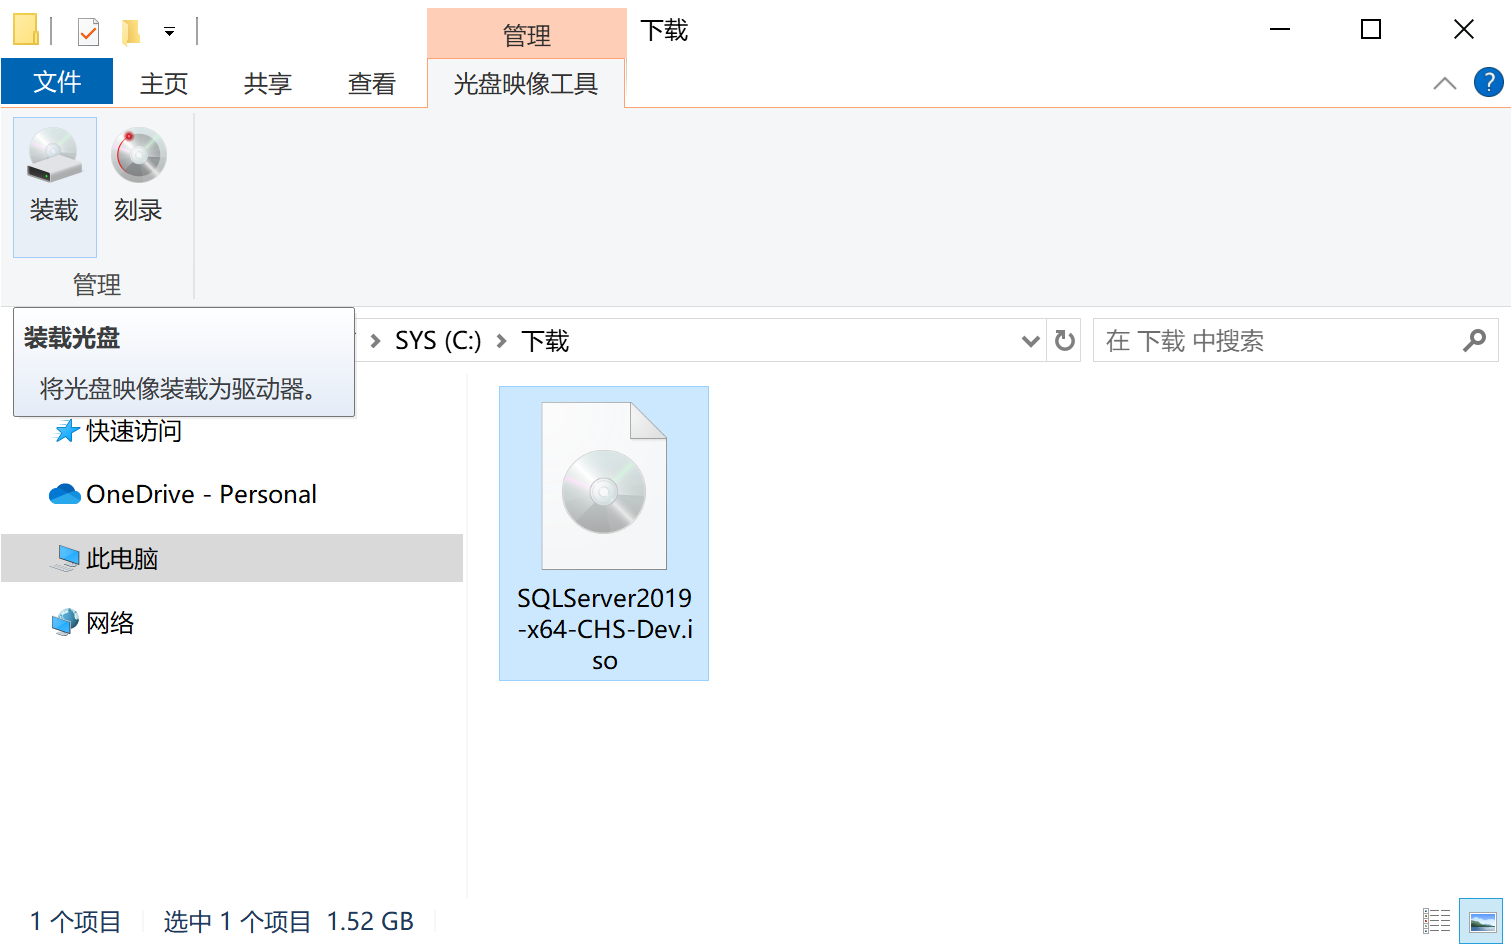 管理
下载
文件
主页
共享
查看
光盘映像工具
?
装载
刻录
管理
装载光盘
将光盘映像装载为驱动器。
SYS (C:)
下载
在 下载 中搜索
快速访问
OneDrive - Personal
此电脑
网络
SQLServer2019
-x64-CHS-Dev.i
so
1 个项目
选中 1 个项目 1.52 GB